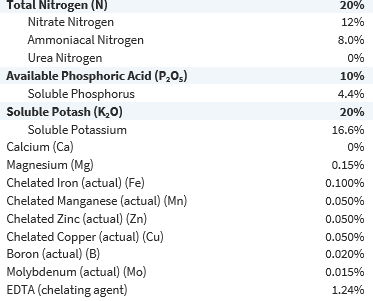 Total Nitrogen (N) 20%
Nitrate Nitrogen 12%
Ammoniacal Nitrogen 8.0%
Urea Nitrogen 0%
Available Phosphoric Acid (P₂O₅) 10%
Soluble Phosphorus 4.4%
Soluble Potash (K₂O) 20%
Soluble Potassium 16.6%
Calcium (Ca) 0%
Magnesium (Mg) 0.15%
Chelated Iron (actual) (Fe) 0.100%
Chelated Manganese (actual) (Mn) 0.050%
Chelated Zinc (actual) (Zn) 0.050%
Chelated Copper (actual) (Cu) 0.050%
Boron (actual) (B) 0.020%
Molybdenum (actual) (Mo) 0.015%
EDTA (chelating agent) 1.24%